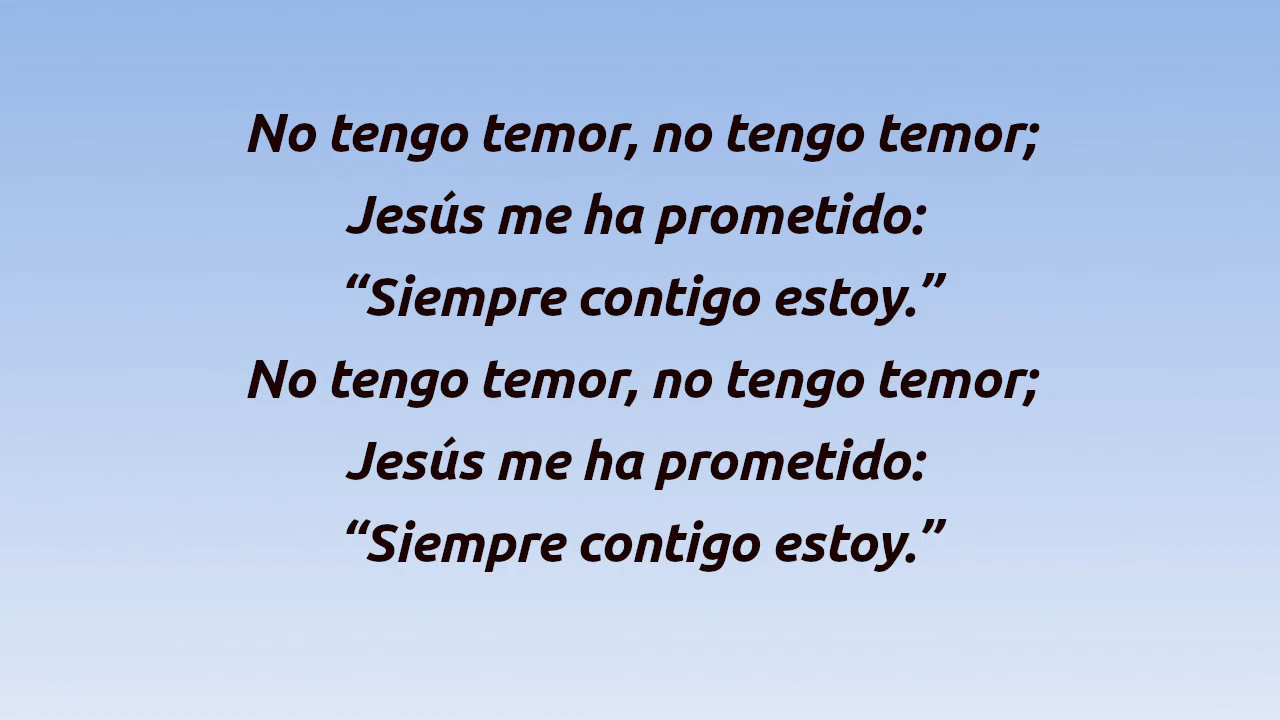 No tengo temor, no tengo temor;
Jesús me ha prometido:
“Siempre contigo estoy.”
No tengo temor, no tengo temor;
Jesús me ha prometido:
“Siempre contigo estoy.”